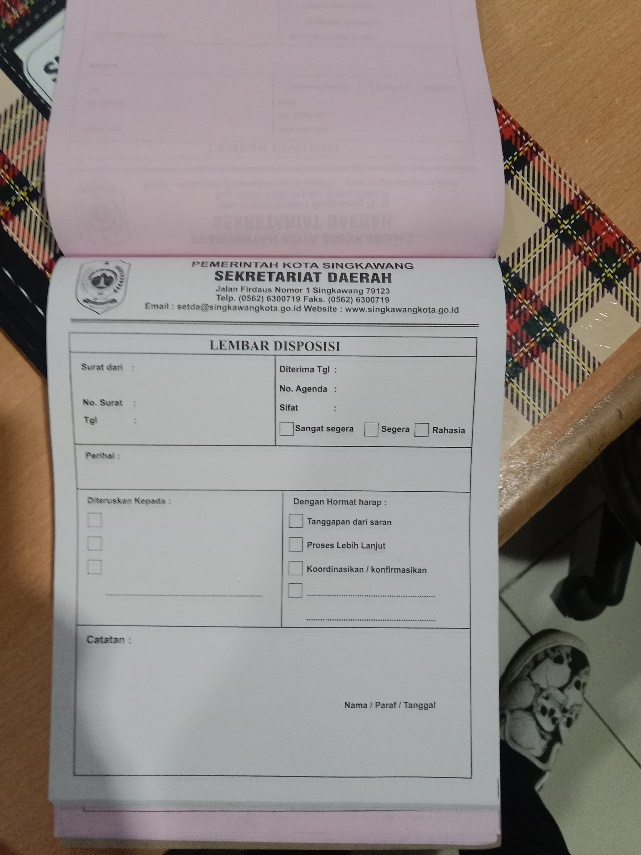 PEMERINTAH KOTA SINGKAWANG
SEKRETARIAT DAERAH
Jalan Firdaus Nomor 1 Singkawang 79123
Telp. (0562) 6300719 Faks. (0562) 6300719
Email : setda@singkawangkota.go.id Website : www.singkawangkota.go.id
LEMBAR DISPOSISI
Surat dari :
No. Surat :
Tgl :
Diterima Tgl :
No. Agenda :
Sifat :
Sangat segera Segera Rahasia
Perihal :
Diteruskan Kepada :
Dengan Hormat harap :
Tanggapan dari saran
Proses Lebih Lanjut
Koordinasikan / konfirmasikan
Catatan :
Nama / Paraf / Tanggal